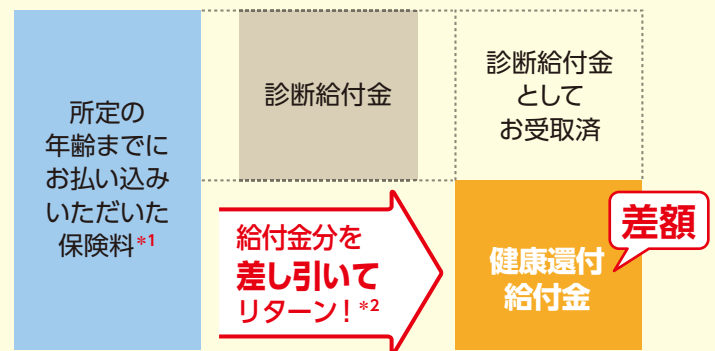 所定の
年齢までに
お払い込み
いただいた
保険料*1
診断給付金
診断給付金
として
お受取済
給付金分を
差し引いて
リターン！*2
差額
健康還付
給付金